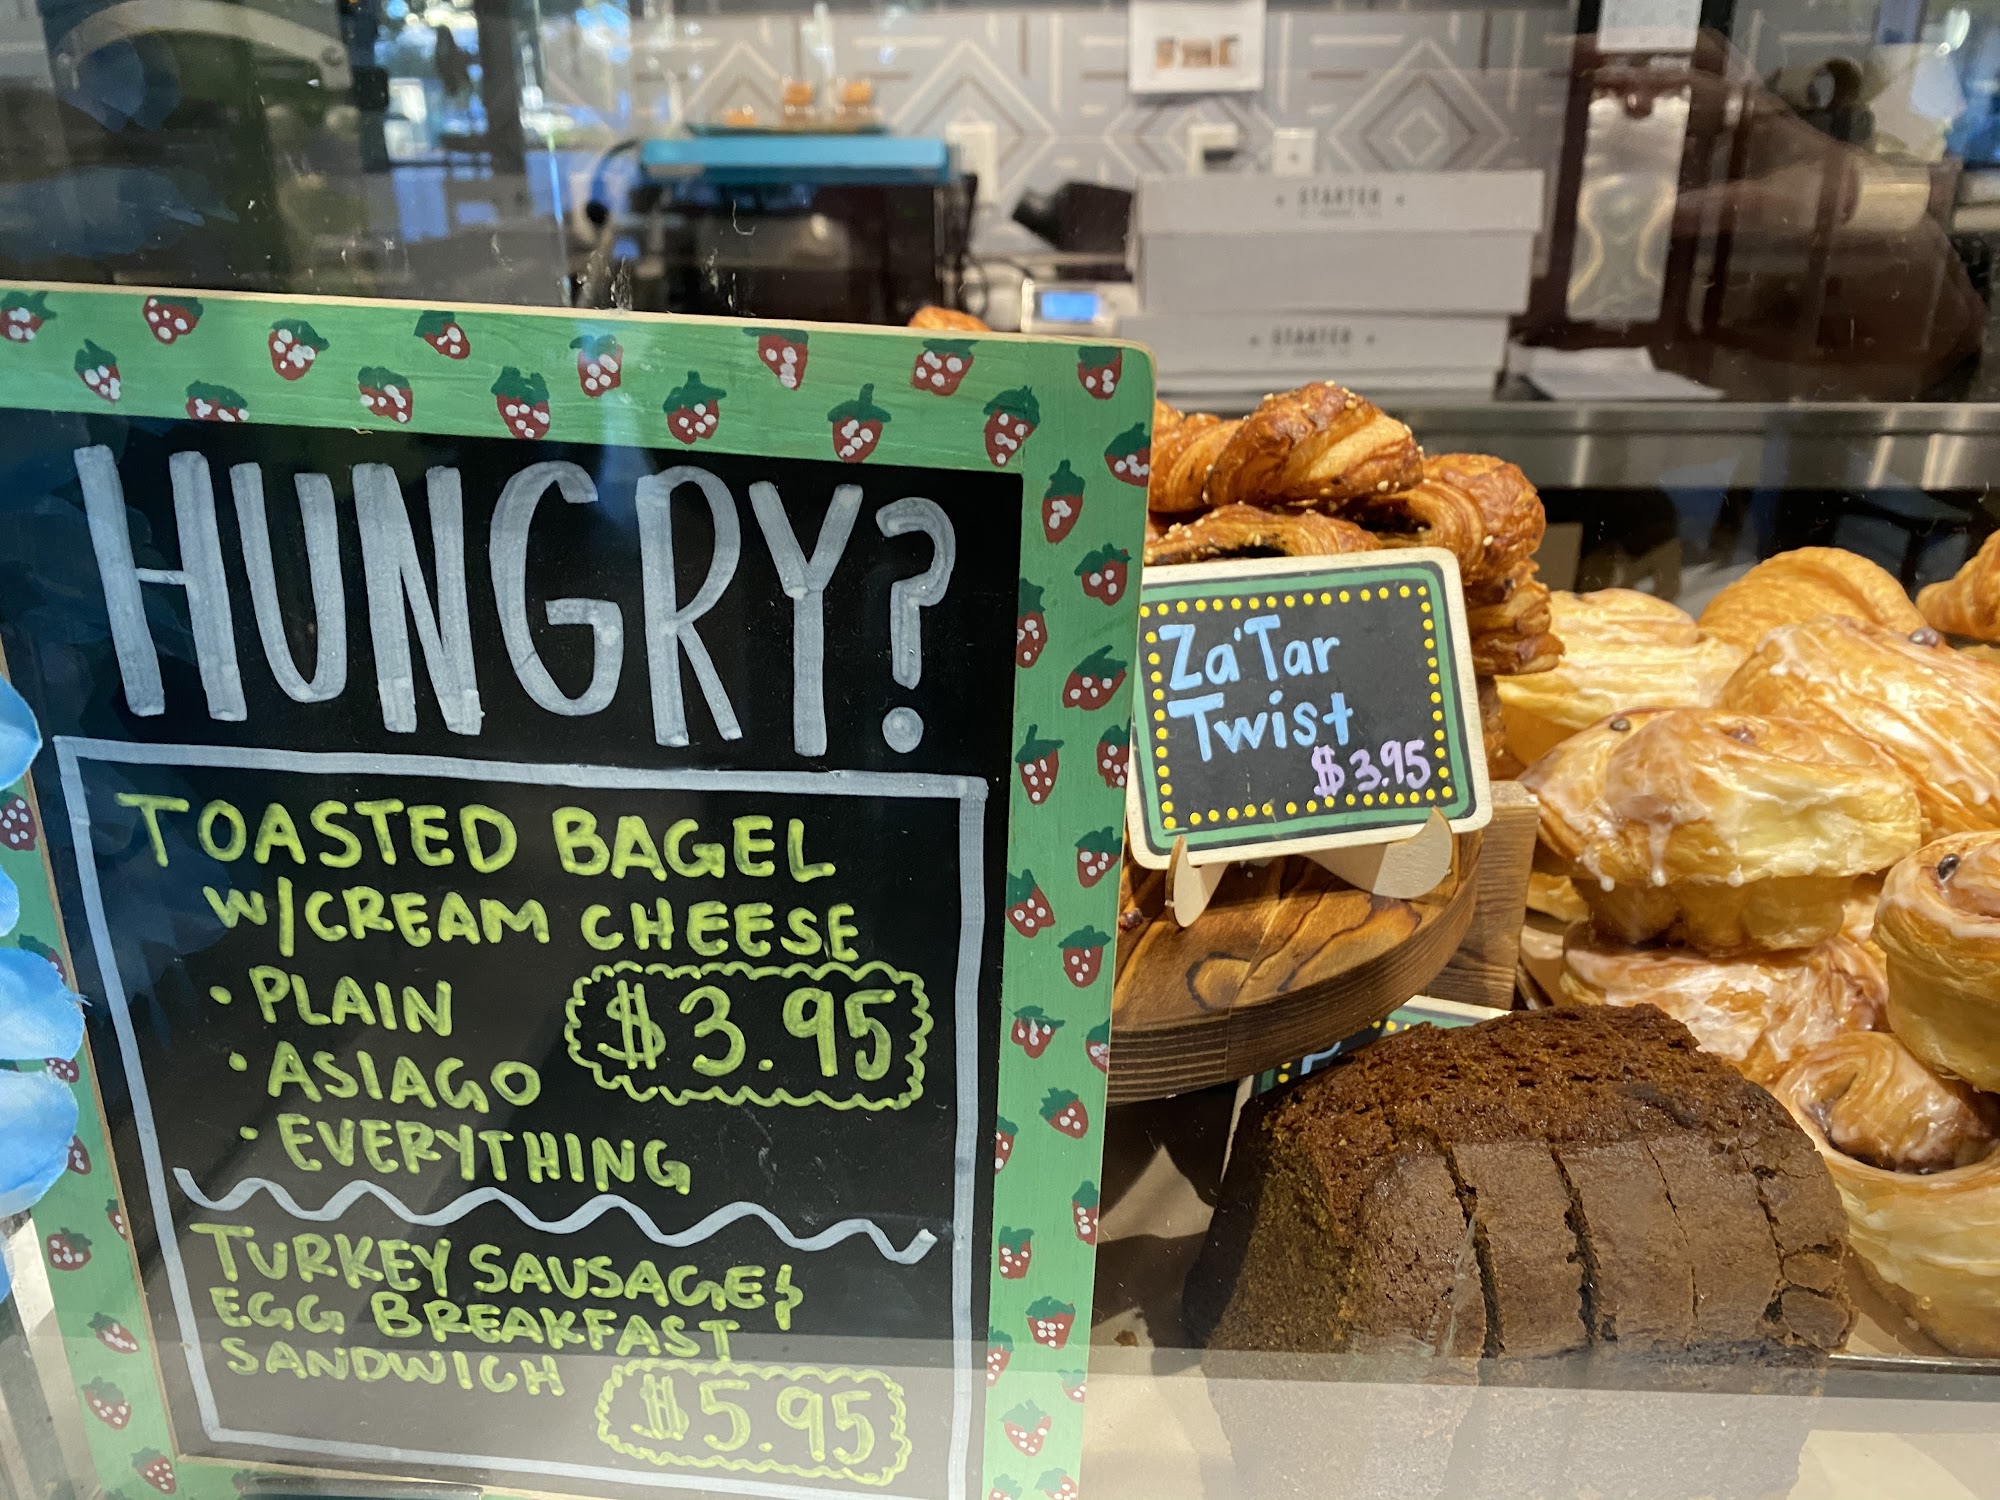 STARTER
STARTER
HUNGRY?
TOASTED BAGEL
W/CREAM CHEESE
• PLAIN
• ASIAGO
• EVERYTHING
$3.95
TURKEY SAUSAGE &
EGG BREAKFAST
SANDWICH
$5.95
Za'Tar
Twist
$3.95